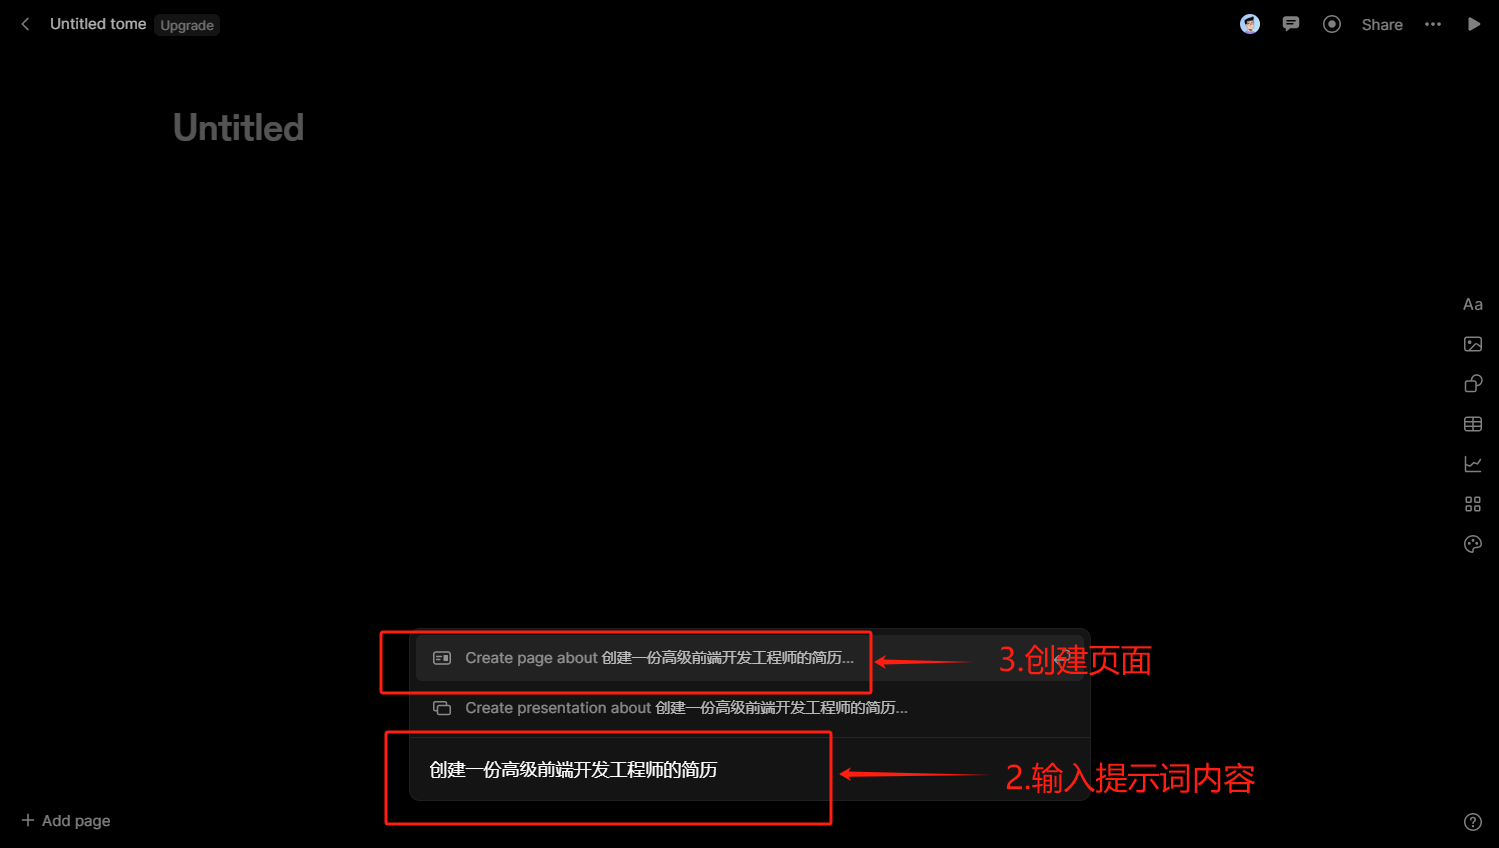 Untitled tome
Upgrade
Share
Untitled
Aa
Create page about 创建一份高级前端开发工程师的简历...
3.创建页面
Create presentation about 创建一份高级前端开发工程师的简历...
创建一份高级前端开发工程师的简历
2.输入提示词内容
Add page